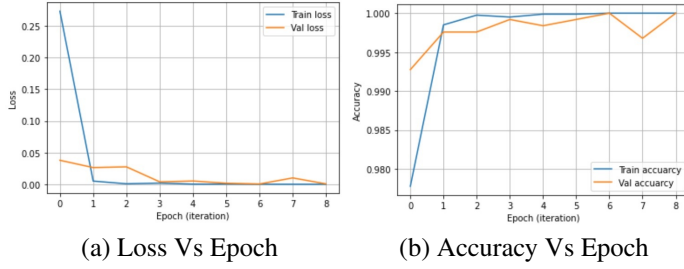 Train loss
Val loss
0.25
0.20
0.15
0.10
0.05
0.00
Loss
0 1 2 3 4 5 6 7 8
Epoch (iteration)
(a) Loss Vs Epoch
1.000
0.995
0.990
0.985
0.980
Accuracy
Train accuarcy
Val accuarcy
0 1 2 3 4 5 6 7 8
Epoch (iteration)
(b) Accuracy Vs Epoch